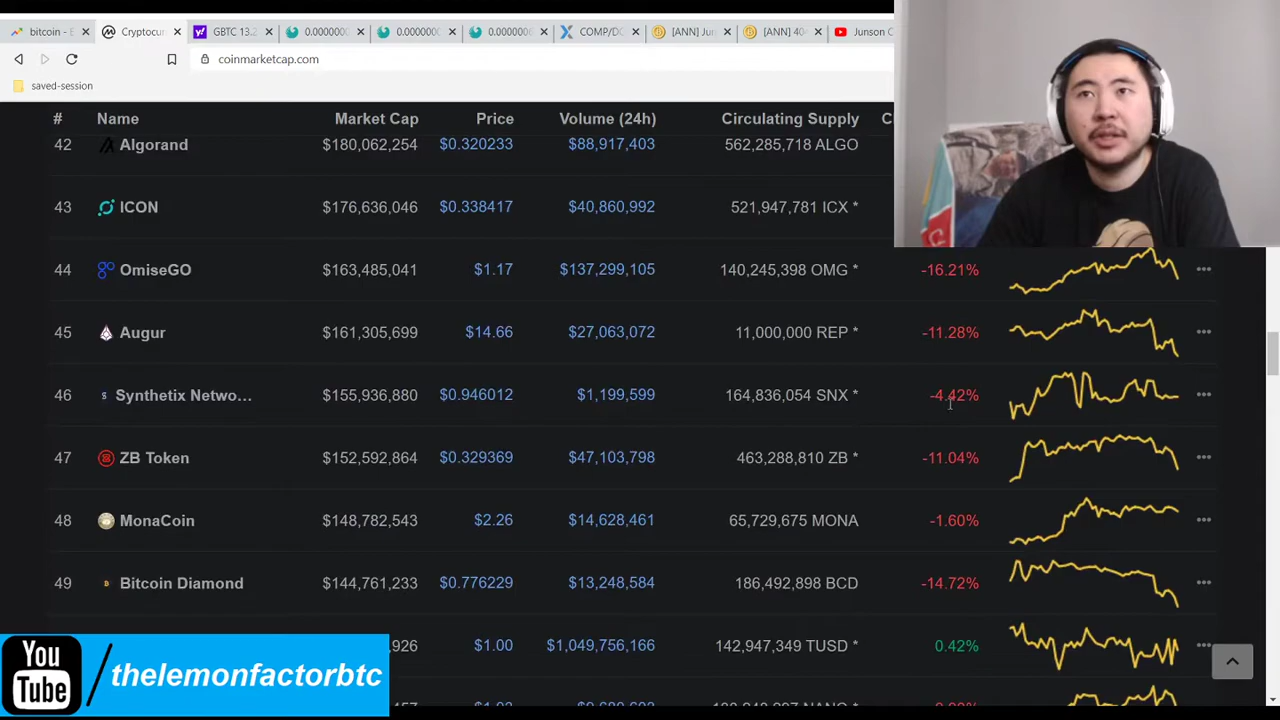 bitcoin - E
Cryptocur
GBTC 13.2
0.000000
0.000000
0.000000
COMP/DC
[ANN] Jun
[ANN] 404
Junson C
coinmarketcap.com
saved-session
# Name Market Cap Price Volume (24h) Circulating Supply C
42 Algorand $180,062,254 $0.320233 $88,917,403 562,285,718 ALGO
43 ICON $176,636,046 $0.338417 $40,860,992 521,947,781 ICX *
44 OmiseGO $163,485,041 $1.17 $137,299,105 140,245,398 OMG * -16.21%
45 Augur $161,305,699 $14.66 $27,063,072 11,000,000 REP * -11.28%
46 Synthetix Netwo... $155,936,880 $0.946012 $1,199,599 164,836,054 SNX * -4.42%
47 ZB Token $152,592,864 $0.329369 $47,103,798 463,288,810 ZB * -11.04%
48 MonaCoin $148,782,543 $2.26 $14,628,461 65,729,675 MONA -1.60%
49 Bitcoin Diamond $144,761,233 $0.776229 $13,248,584 186,492,898 BCD -14.72%
926 $1.00 $1,049,756,166 142,947,349 TUSD * 0.42%
You
Tube
/thelemonfactorbtc